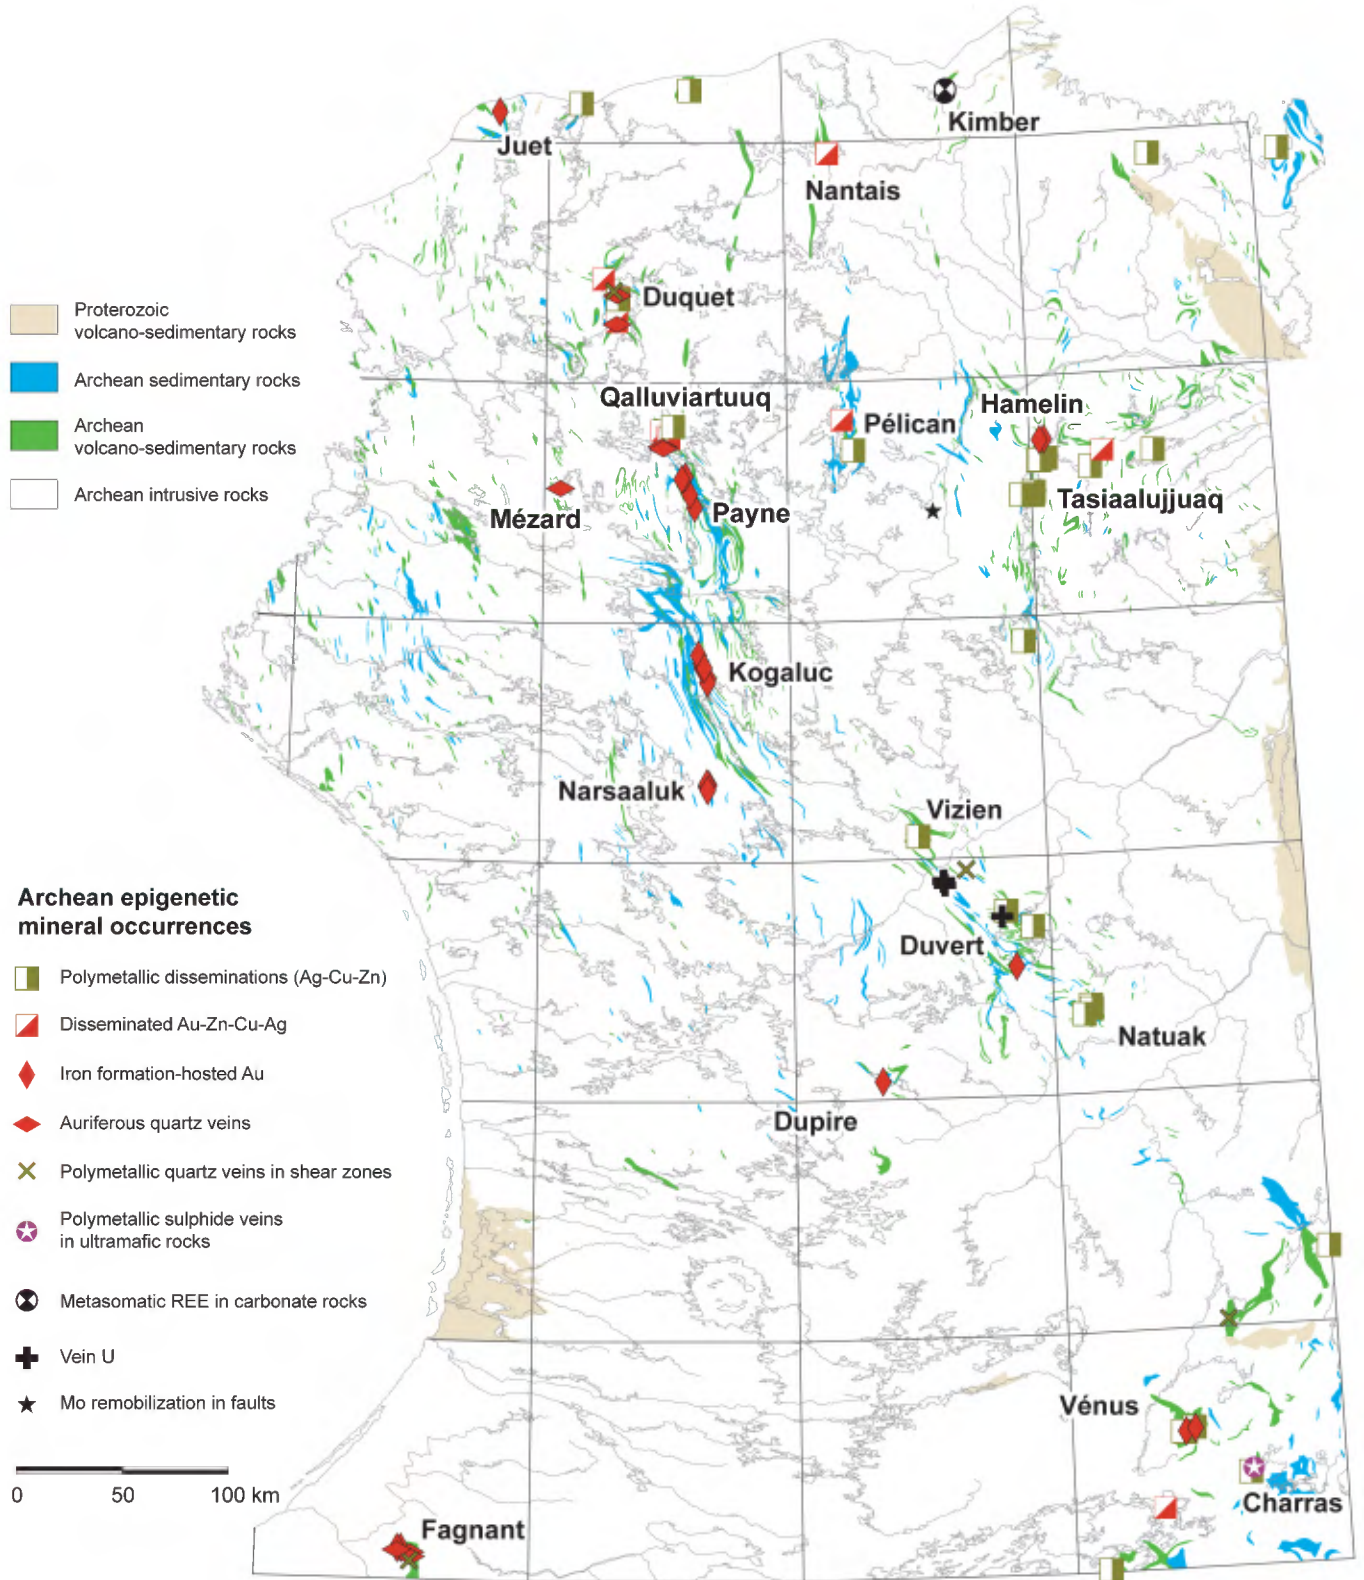 Kimber
Juet
Nantais
Duquet
Proterozoic
volcano-sedimentary rocks
Archean sedimentary rocks
Archean
volcano-sedimentary rocks
Archean intrusive rocks
Qalluviartuuq
Hamelin
Pélican
Mézard
Payne
Tasiaalujjuaq
Kogaluc
Narsaaluk
Vizien
Archean epigenetic
mineral occurrences
Duvert
Polymetallic disseminations (Ag-Cu-Zn)
Disseminated Au-Zn-Cu-Ag
Natuak
Iron formation-hosted Au
Auriferous quartz veins
Dupire
Polymetallic quartz veins in shear zones
Polymetallic sulphide veins
in ultramafic rocks
Metasomatic REE in carbonate rocks
Vein U
Mo remobilization in faults
Vénus
0 50 100 km
Charras
Fagnant